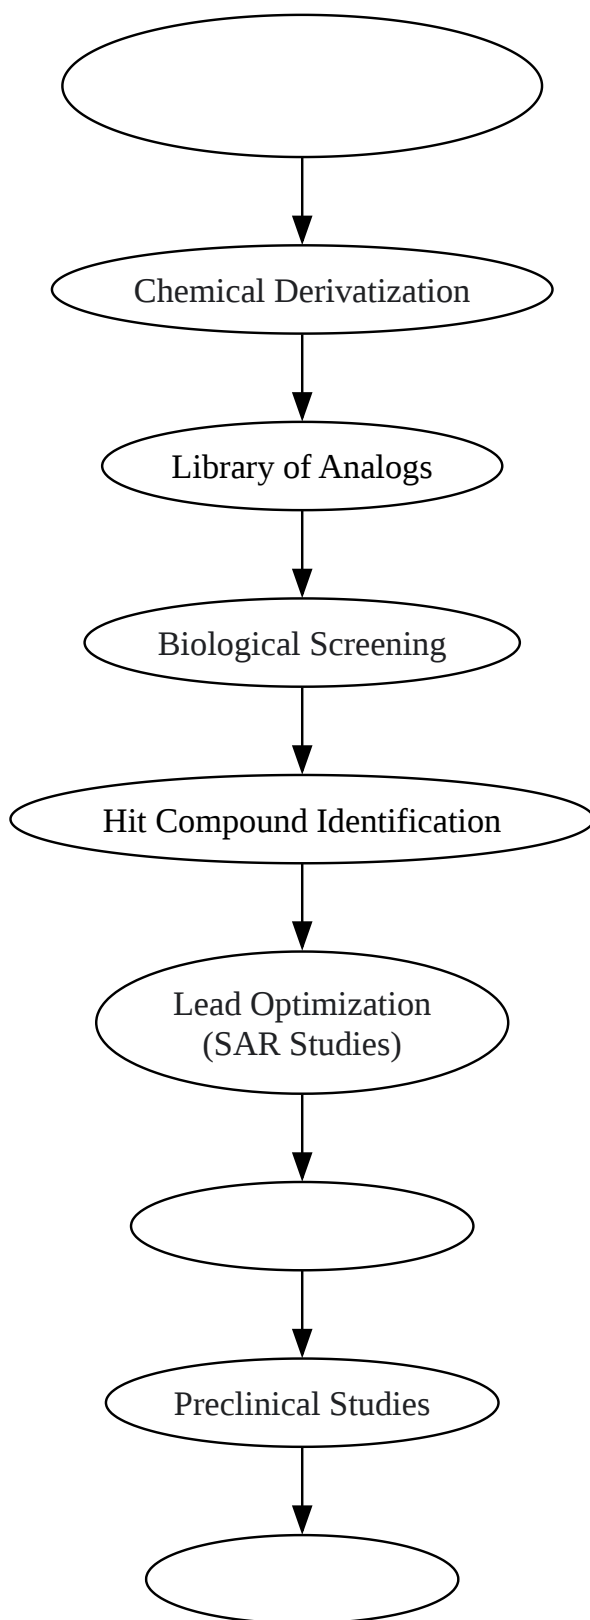 Chemical Derivatization
Library of Analogs
Biological Screening
Hit Compound Identification
Lead Optimization
(SAR Studies)
Preclinical Studies